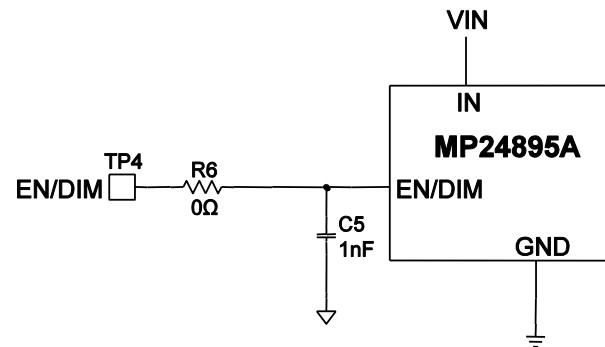 VIN
IN
MP24895A
TP4
R6
EN/DIM
0Ω
EN/DIM
C5
1nF
GND